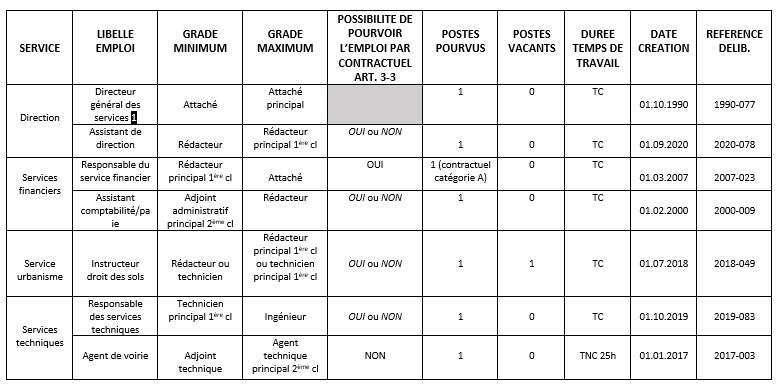 SERVICE
LIBELLE
EMPLOI
GRADE
MINIMUM
GRADE
MAXIMUM
POSSIBILITE DE
POURVOIR
L'EMPLOI PAR
CONTRACTUEL
ART. 3-3
POSTES
POURVUS
POSTES
VACANTS
DUREE
TEMPS DE
TRAVAIL
DATE
CREATION
REFERENCE
DELIB.
Direction
Directeur
général des
services 1
Attaché
Attaché
principal
1
0
TC
01.10.1990
1990-077
Assistant de
direction
Rédacteur
Rédacteur
principal 1ère cl
OUI ou NON
1
0
TC
01.09.2020
2020-078
Services
financiers
Responsable du
service financier
Rédacteur
principal 1ère cl
Attaché
OUI
1 (contractuel
catégorie A)
0
TC
01.03.2007
2007-023
Assistant
comptabilité/pa
ie
Adjoint
administratif
principal 2ème cl
Rédacteur
OUI ou NON
1
0
TC
01.02.2000
2000-009
Service
urbanisme
Instructeur
droit des sols
Rédacteur ou
technicien
Rédacteur
principal 1ère cl
ou technicien
principal 1ère cl
OUI ou NON
1
1
TC
01.07.2018
2018-049
Services
techniques
Responsable
des services
techniques
Technicien
principal 1ère cl
Ingénieur
OUI ou NON
1
0
TC
01.10.2019
2019-083
Agent de voirie
Adjoint
technique
Agent
technique
principal 2ème cl
NON
1
0
TNC 25h
01.01.2017
2017-003